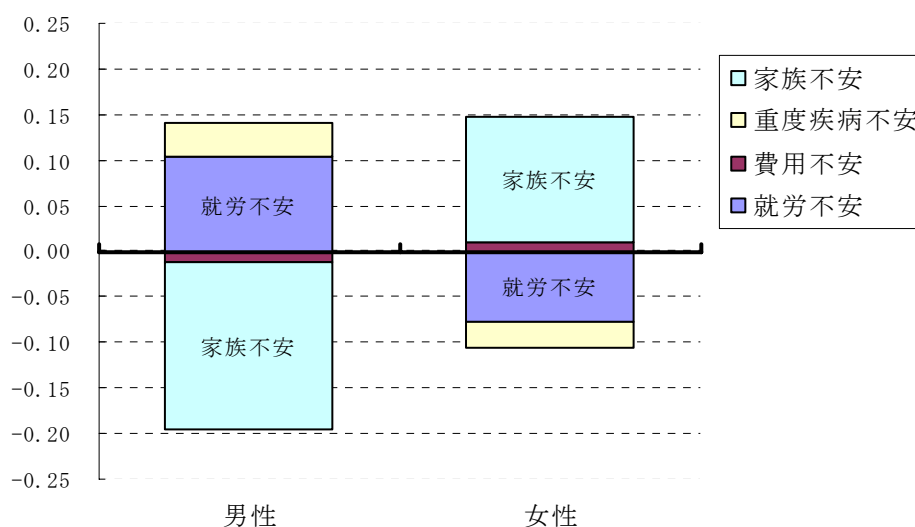 0.25
0.20
0.15
0.10
0.05
0.00
-0.05
-0.10
-0.15
-0.20
-0.25
就労不安
家族不安
家族不安
就労不安
男性
女性
家族不安
重度疾病不安
費用不安
就労不安